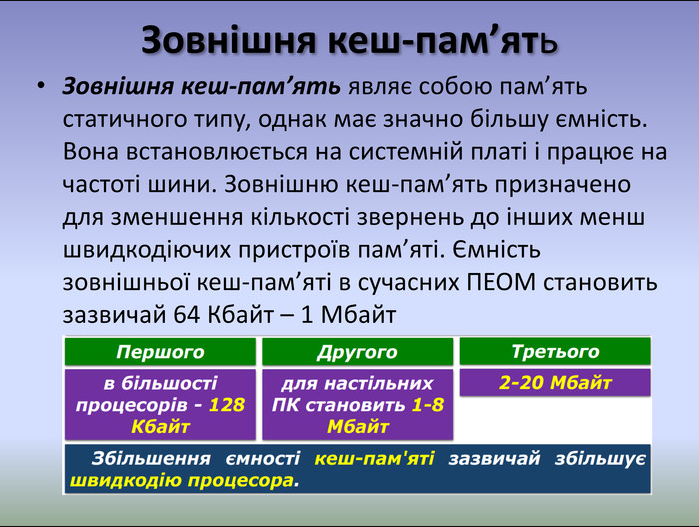 Зовнішня кеш-пам’ять
• Зовнішня кеш-пам’ять являє собою пам’ять
статичного типу, однак має значно більшу ємність.
Вона встановлюється на системній платі і працює на
частоті шини. Зовнішню кеш-пам’ять призначено
для зменшення кількості звернень до інших менш
швидкодіючих пристроїв пам’яті. Ємність
зовнішньої кеш-пам’яті в сучасних ПЕОМ становить
зазвичай 64 Кбайт – 1 Мбайт
Першого
в більшості
процесорів - 128
Кбайт
Другого
для настільних
ПК становить 1-8
Мбайт
Третього
2-20 Мбайт
Збільшення ємності кеш-пам'яті зазвичай збільшує
швидкодію процесора.